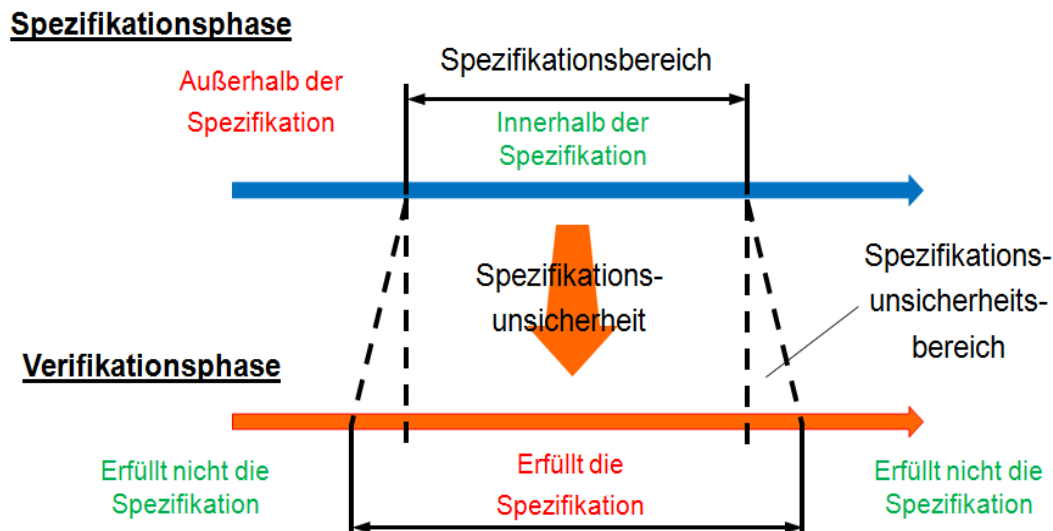 Spezifikationsphase
Spezifikationsbereich
Außerhalb der
Spezifikation
Innerhalb der
Spezifikation
Spezifikations-
unsicherheit
Spezifikations-
unsicherheits-
bereich
Verifikationsphase
Erfüllt nicht die
Spezifikation
Erfüllt die
Spezifikation
Erfüllt nicht die
Spezifikation